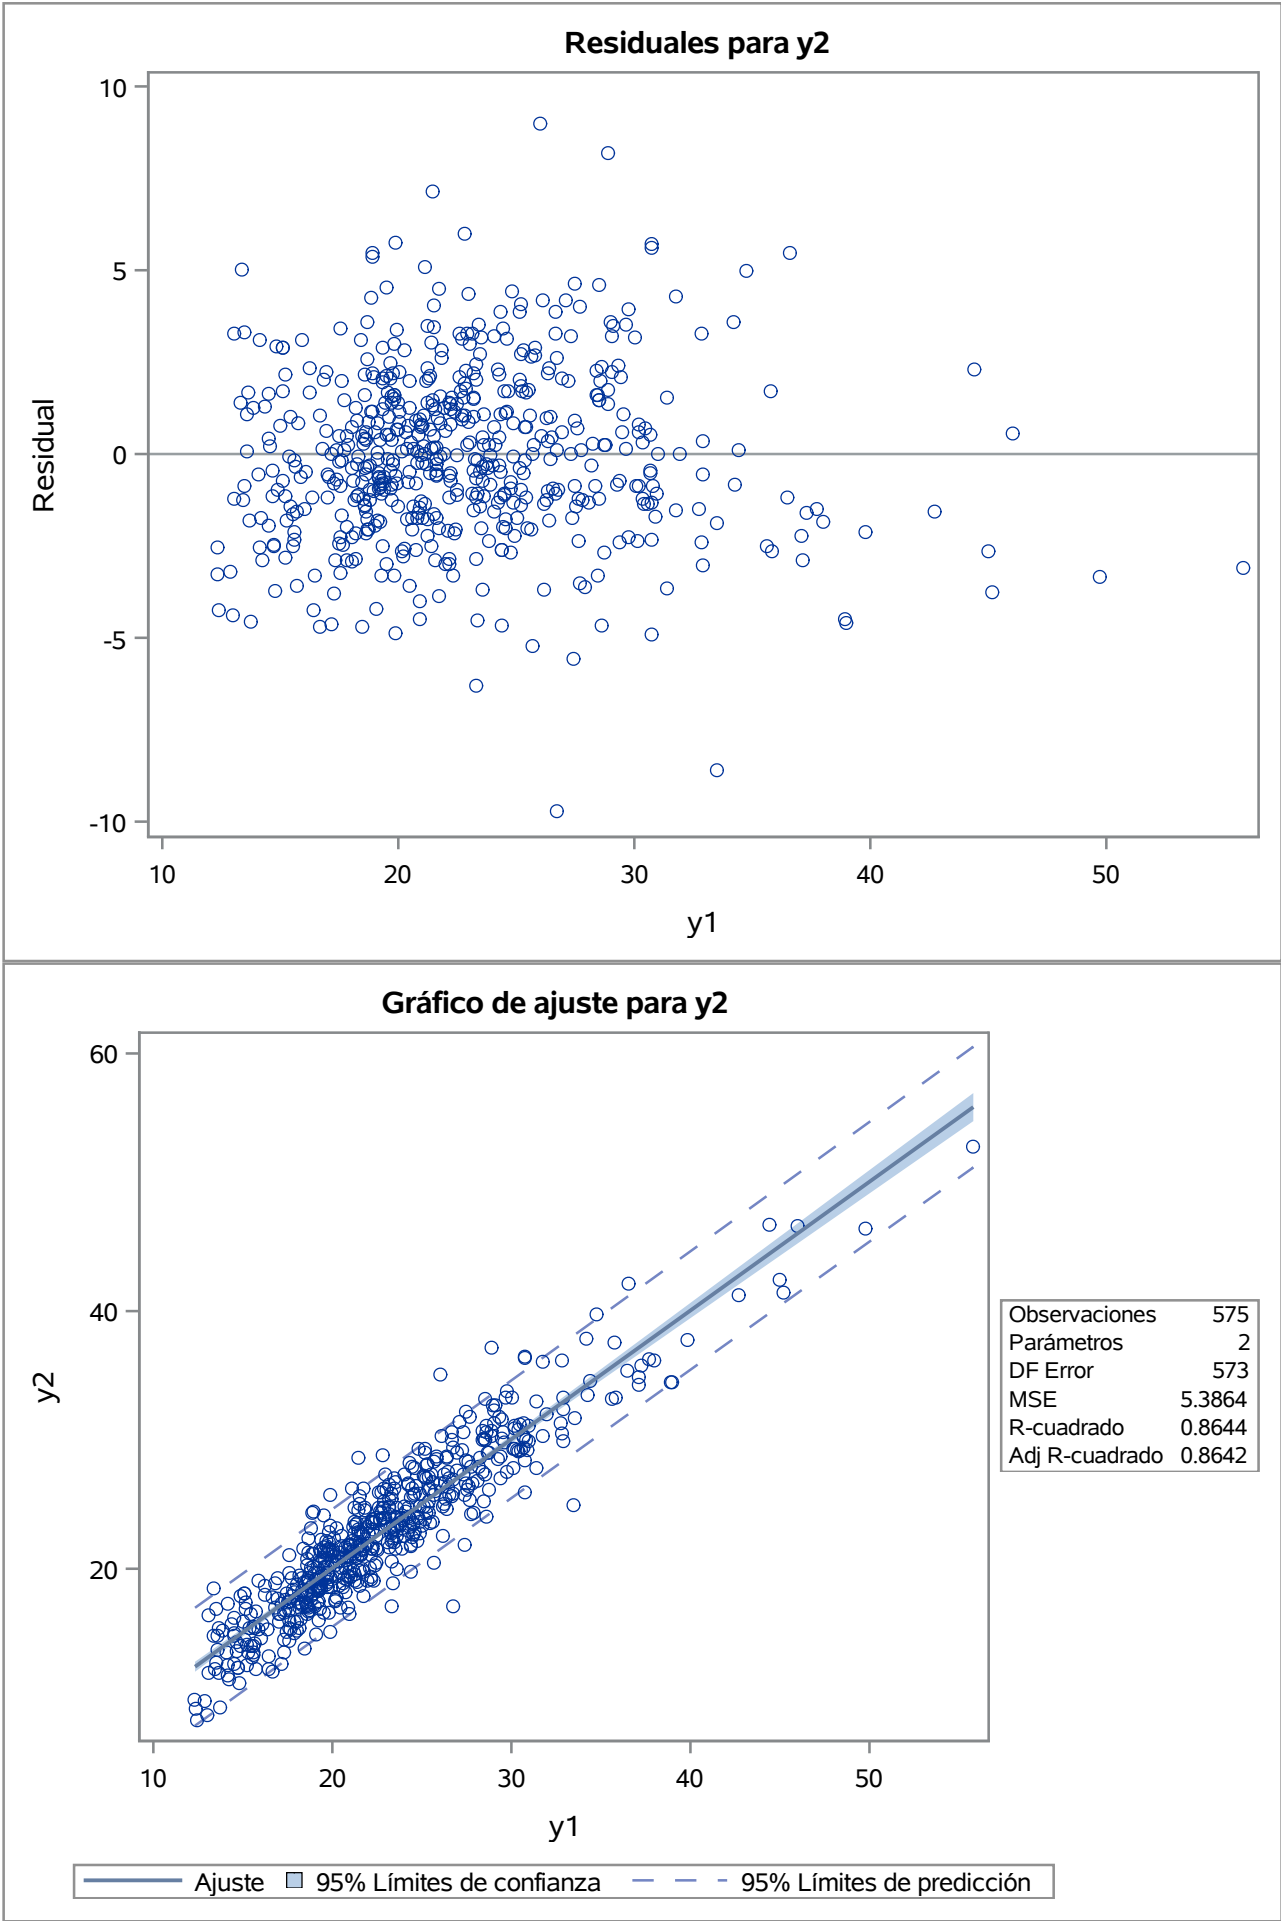 Residuales para y2
10
5
0
-5
-10
Residual
10 20 30 40 50
y1
Gráfico de ajuste para y2
60
40
20
y2
10 20 30 40 50
y1
Observaciones 575
Parámetros 2
DF Error 573
MSE 5.3864
R-cuadrado 0.8644
Adj R-cuadrado 0.8642
Ajuste 95% Límites de confianza 95% Límites de predicción